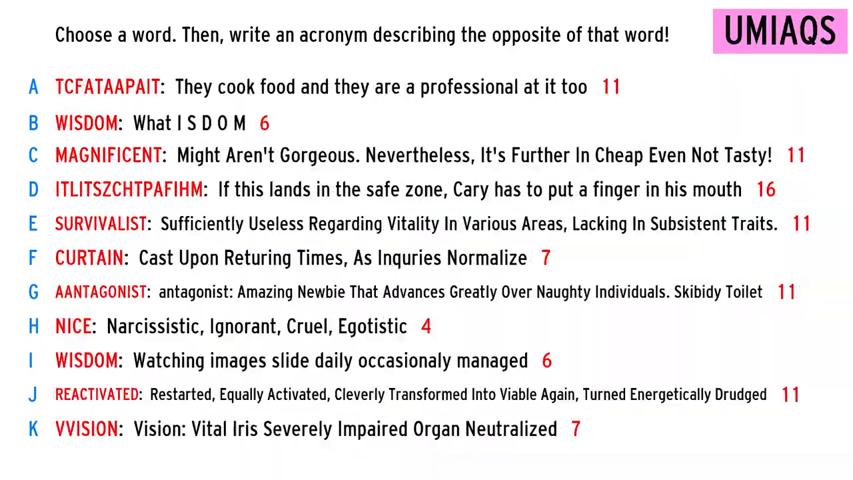 Choose a word. Then, write an acronym describing the opposite of that word!
UMIAQS
A TCFATAAPAIT: They cook food and they are a professional at it too 11
B WISDOM: What I S D O M 6
C MAGNIFICENT: Might Aren't Gorgeous. Nevertheless, It's Further In Cheap Even Not Tasty! 11
D ITLITSZCHTPAFIHM: If this lands in the safe zone, Cary has to put a finger in his mouth 16
E SURVIVALIST: Sufficiently Useless Regarding Vitality In Various Areas, Lacking In Subsistent Traits. 11
F CURTAIN: Cast Upon Returing Times, As Inquries Normalize 7
G AANTAGONIST: antagonist: Amazing Newbie That Advances Greatly Over Naughty Individuals. Skibidy Toilet 11
H NICE: Narcissistic, Ignorant, Cruel, Egotistic 4
I WISDOM: Watching images slide daily occasionaly managed 6
J REACTIVATED: Restarted, Equally Activated, Cleverly Transformed Into Viable Again, Turned Energetically Drudged 11
K VVISION: Vision: Vital Iris Severely Impaired Organ Neutralized 7